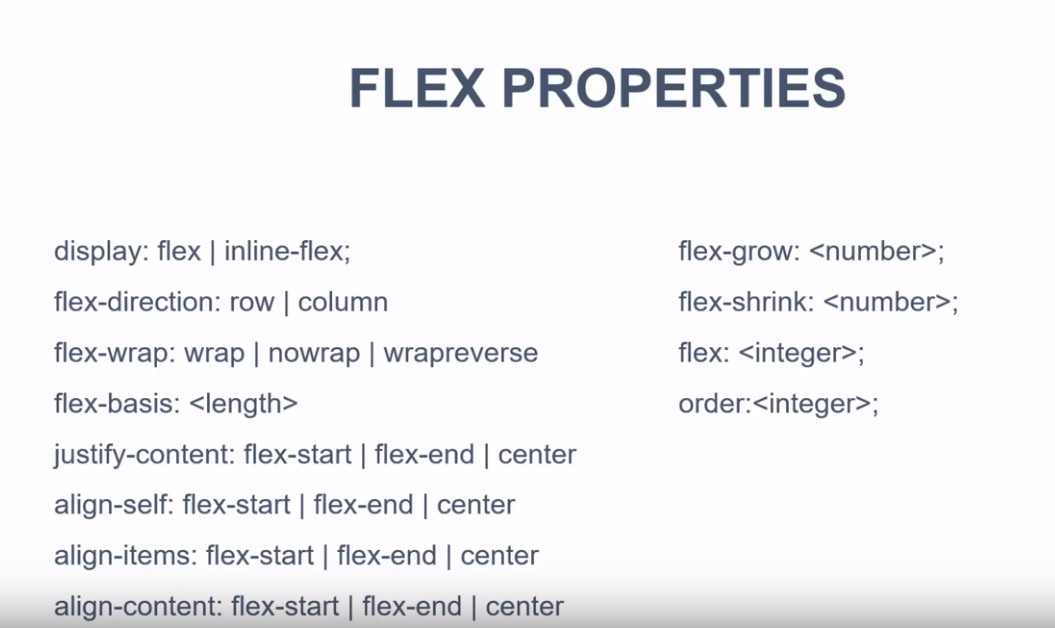 FLEX PROPERTIES
display: flex | inline-flex;
flex-direction: row | column
flex-wrap: wrap | nowrap | wrapreverse
flex-basis: <length>
justify-content: flex-start | flex-end | center
align-self: flex-start | flex-end | center
align-items: flex-start | flex-end | center
align-content: flex-start | flex-end | center
flex-grow: <number>;
flex-shrink: <number>;
flex: <integer>;
order:<integer>;